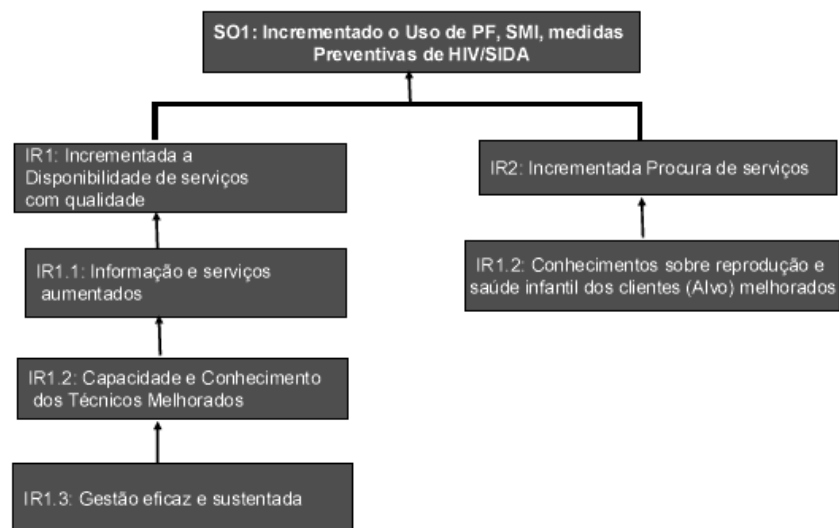 SO1: Incrementado o Uso de PF, SMI, medidas
Preventivas de HIV/SIDA
IR1: Incrementada a
Disponibilidade de serviços
com qualidade
IR2: Incrementada Procura de serviços
IR1.1: Informação e serviços
aumentados
IR1.2: Conhecimentos sobre reprodução e
saúde infantil dos clientes (Alvo) melhorados
IR1.2: Capacidade e Conhecimento
dos Técnicos Melhorados
IR1.3: Gestão eficaz e sustentada